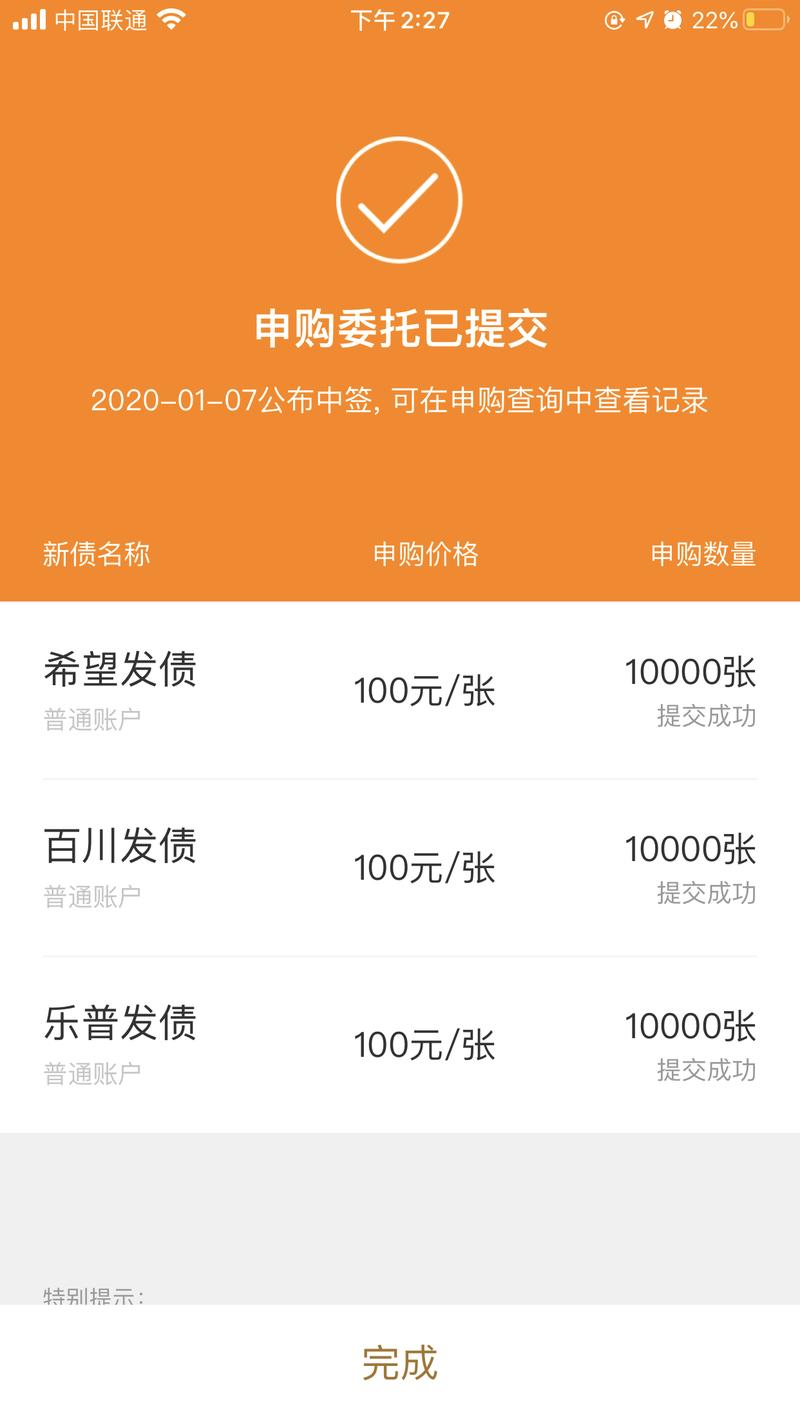 中国联通 下午2:27 22%
申购委托已提交
2020-01-07公布中签, 可在申购查询中查看记录
新债名称 申购价格 申购数量
希望发债 100元/张 10000张
普通账户 提交成功
百川发债 100元/张 10000张
普通账户 提交成功
乐普发债 100元/张 10000张
普通账户 提交成功
特别提示:
完成